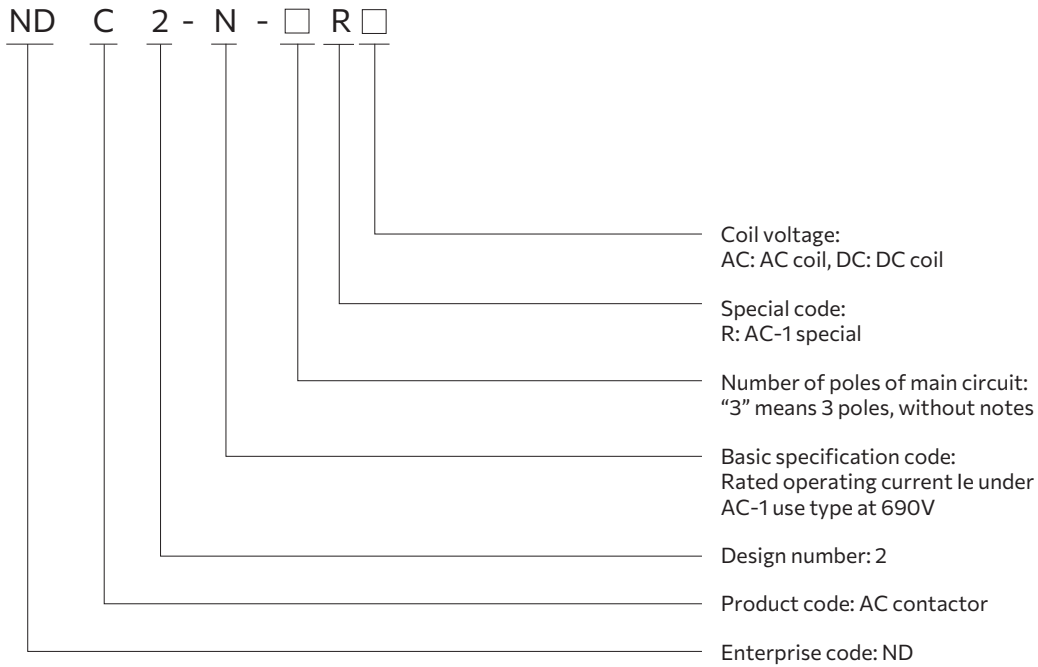 ND C 2 - N - □ R □
Coil voltage:
AC: AC coil, DC: DC coil
Special code:
R: AC-1 special
Number of poles of main circuit:
“3” means 3 poles, without notes
Basic specification code:
Rated operating current Ie under
AC-1 use type at 690V
Design number: 2
Product code: AC contactor
Enterprise code: ND